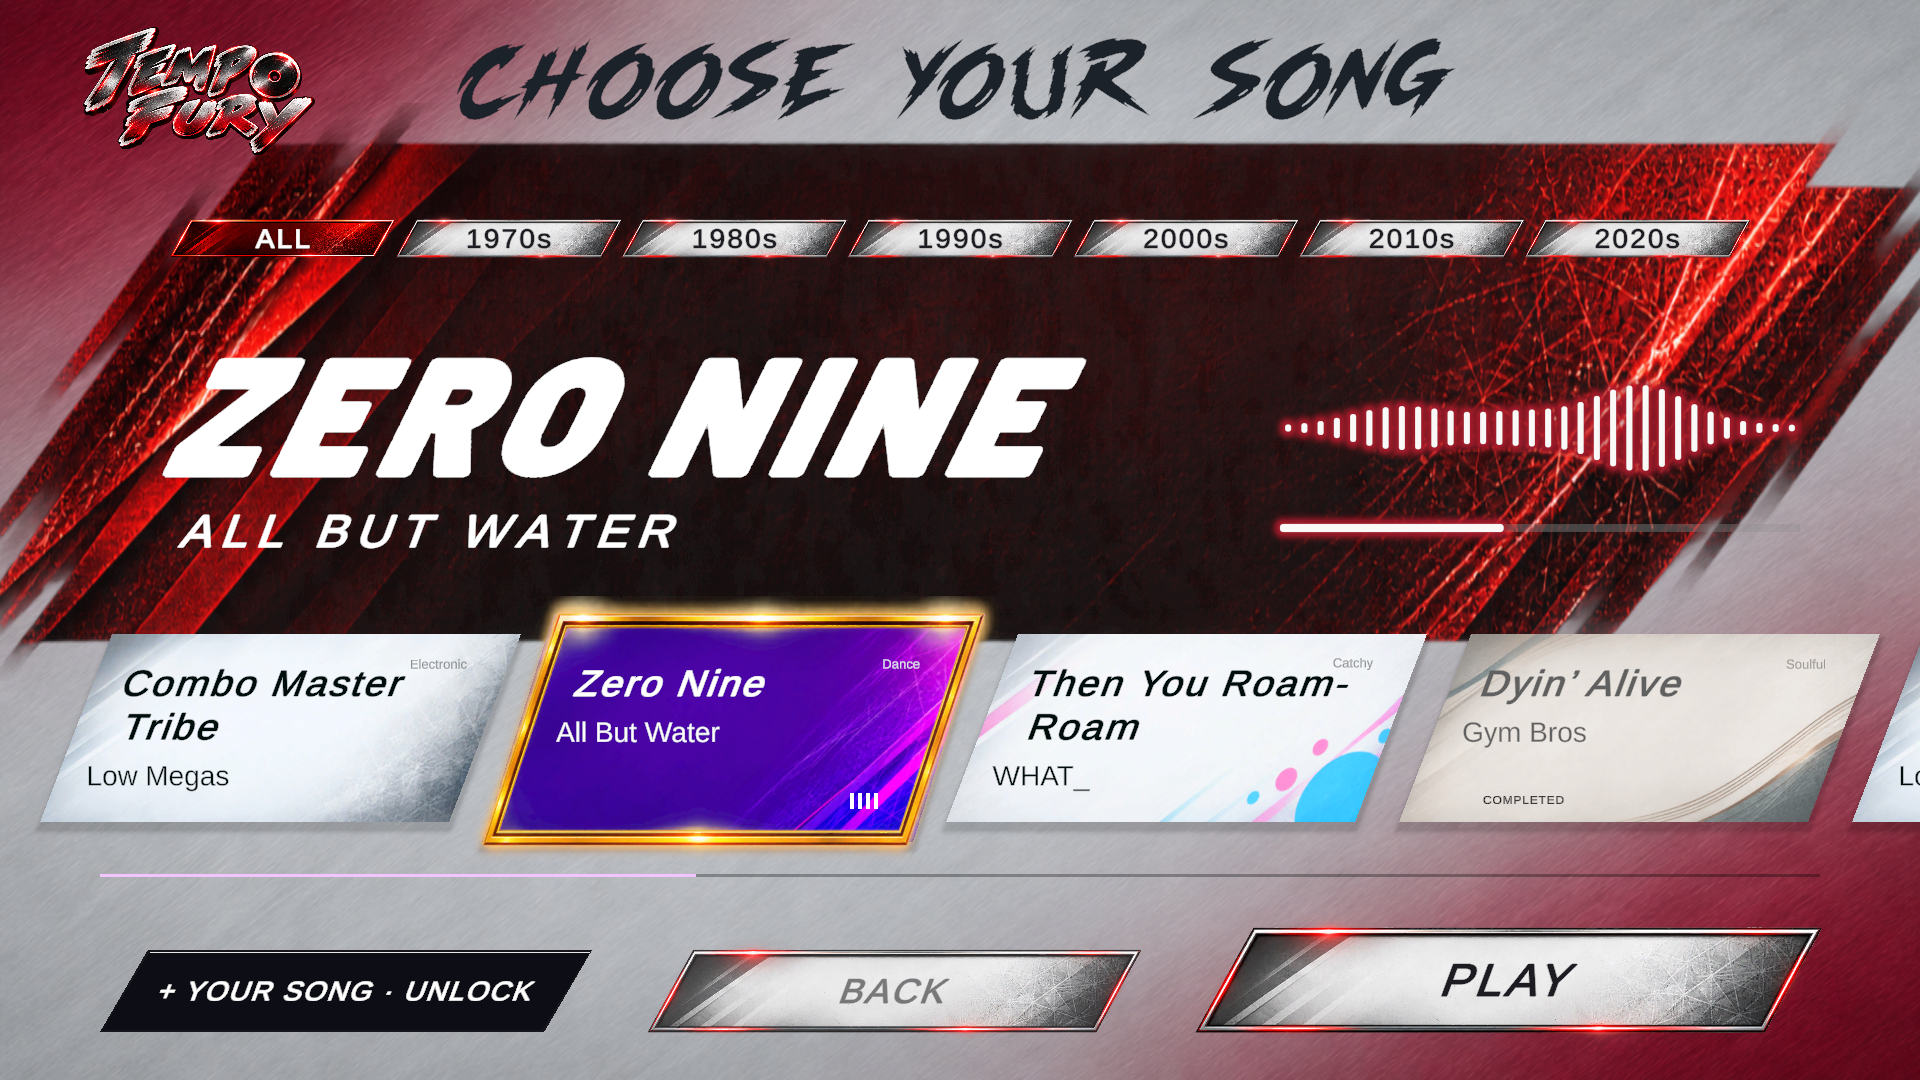 TEMPO
FURY
CHOOSE YOUR SONG
ALL
1970s
1980s
1990s
2000s
2010s
2020s
ZERO NINE
ALL BUT WATER
Electronic
Combo Master
Tribe
Low Megas
Dance
Zero Nine
All But Water
Catchy
Then You Roam-
Roam
WHAT_
Soulful
Dyin’ Alive
Gym Bros
COMPLETED
+ YOUR SONG · UNLOCK
BACK
PLAY